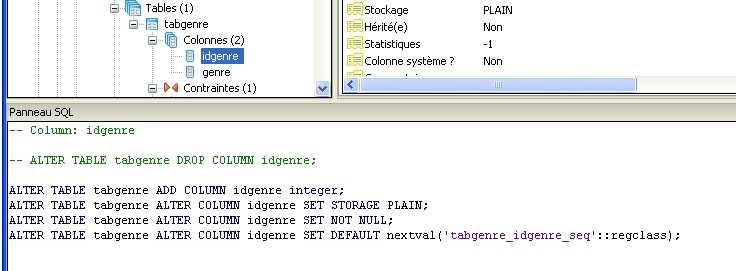 Tables (1)
tabgenre
Colonnes (2)
idgenre
genre
Contraintes (1)
Stockage PLAIN
Hérité(e) Non
Statistiques -1
Colonne système ? Non
Panneau SQL
-- Column: idgenre
-- ALTER TABLE tabgenre DROP COLUMN idgenre;
ALTER TABLE tabgenre ADD COLUMN idgenre integer;
ALTER TABLE tabgenre ALTER COLUMN idgenre SET STORAGE PLAIN;
ALTER TABLE tabgenre ALTER COLUMN idgenre SET NOT NULL;
ALTER TABLE tabgenre ALTER COLUMN idgenre SET DEFAULT nextval('tabgenre_idgenre_seq'::regclass);